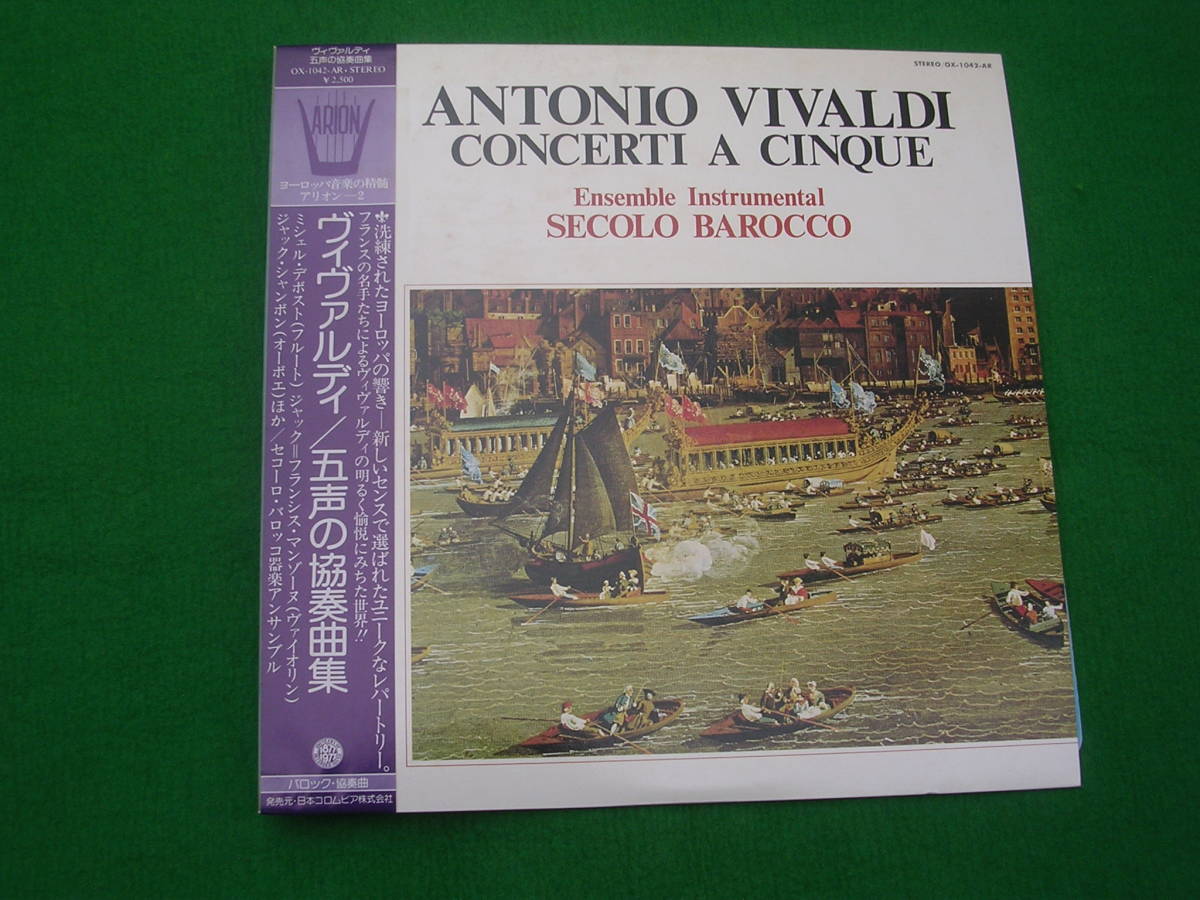 ヴィヴァルディ
五声の協奏曲集
OX-1042-AR・STEREO
¥2,500
ARION
ヨーロッパ音楽の精髄
アリオン—2
⚜洗練されたヨーロッパの響き—新しいセンスで選ばれたユニークなレパートリー。
フランスの名手たちによるヴィヴァルディの明るく愉悦にみちた世界!!
ヴィヴァルディ/五声の協奏曲集
ミシェル・デボスト(フルート) ジャック=フランシス・マンゾーヌ(ヴァイオリン)
ジャック・シャンボン(オーボエ)ほか/セコーロ・バロッコ器楽アンサンブル
1877
1977
バロック・協奏曲
発売元・日本コロムビア株式会社
STEREO/OX-1042-AR
ANTONIO VIVALDI
CONCERTI A CINQUE
Ensemble Instrumental
SECOLO BAROCCO